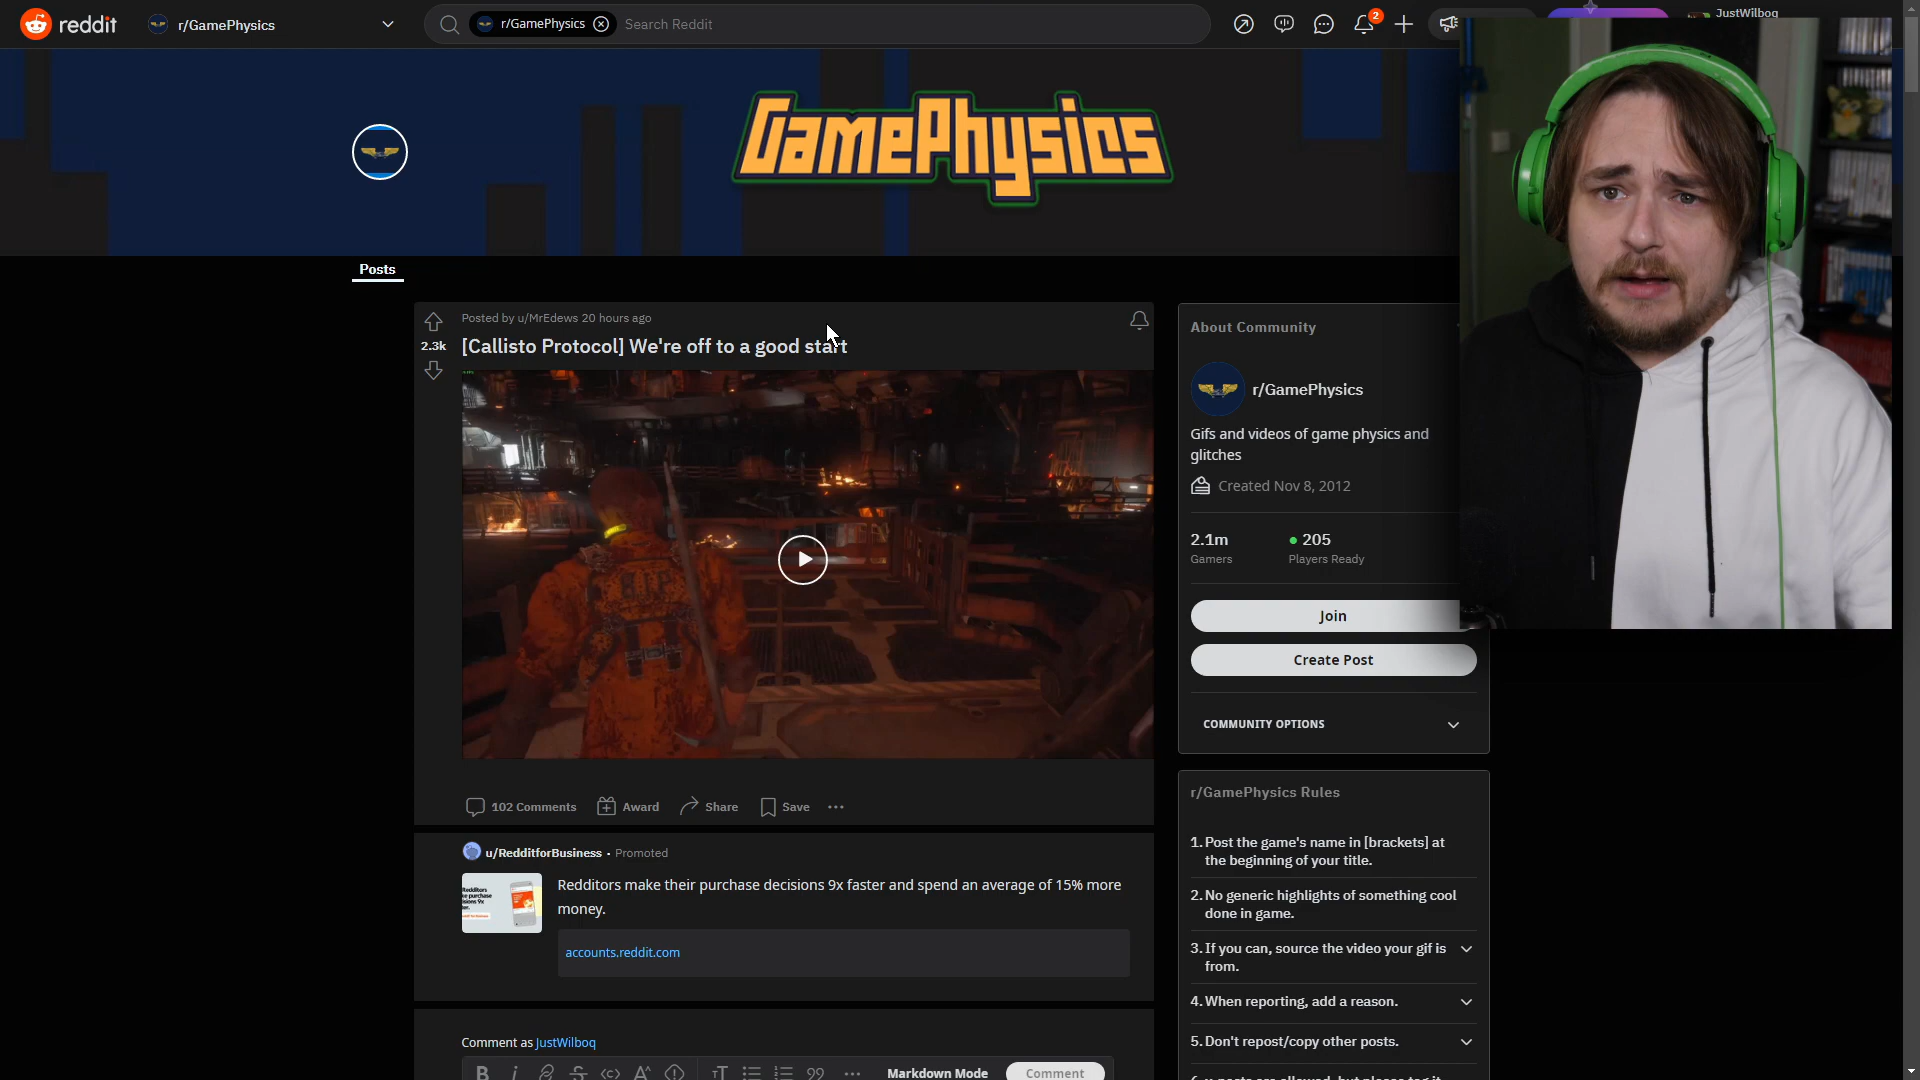 reddit
r/GamePhysics
r/GamePhysics
Search Reddit
2
JustWilboq
GamePhysics
Posts
Posted by u/MrEdews 20 hours ago
2.3k
[Callisto Protocol] We're off to a good start
102 Comments
Award
Share
Save
u/RedditforBusiness • Promoted
Redditors make their purchase decisions 9x faster and spend an average of 15% more
money.
accounts.reddit.com
Comment as JustWilboq
Markdown Mode
Comment
About Community
r/GamePhysics
Gifs and videos of game physics and
glitches
Created Nov 8, 2012
2.1m
205
Gamers
Players Ready
Join
Create Post
COMMUNITY OPTIONS
r/GamePhysics Rules
1. Post the game's name in [brackets] at
the beginning of your title.
2. No generic highlights of something cool
done in game.
3. If you can, source the video your gif is
from.
4. When reporting, add a reason.
5. Don't repost/copy other posts.